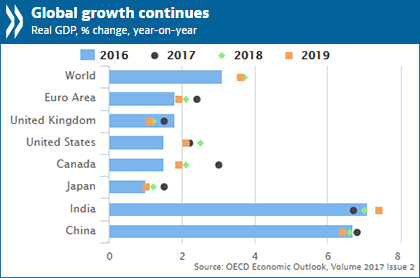 Global growth continues
Real GDP, % change, year-on-year
2016 2017 2018 2019
World
Euro Area
United Kingdom
United States
Canada
Japan
India
China
0 2 4 6 8
Source: OECD Economic Outlook, Volume 2017 Issue 2